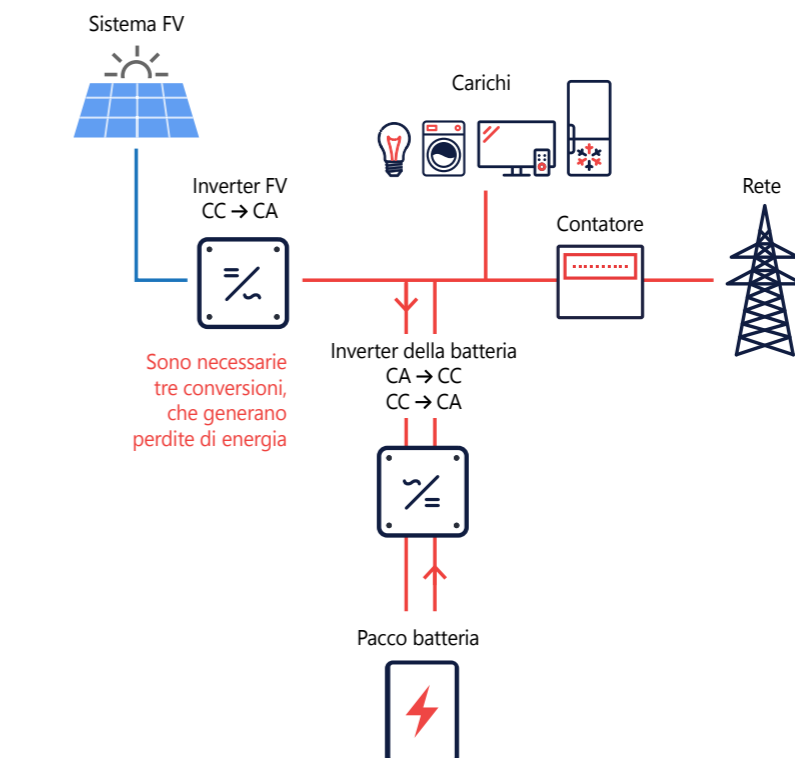 Sistema FV
Carichi
Inverter FV
CC → CA
Rete
Contatore
Sono necessarie
tre conversioni,
che generano
perdite di energia
Inverter della batteria
CA → CC
CC → CA
Pacco batteria